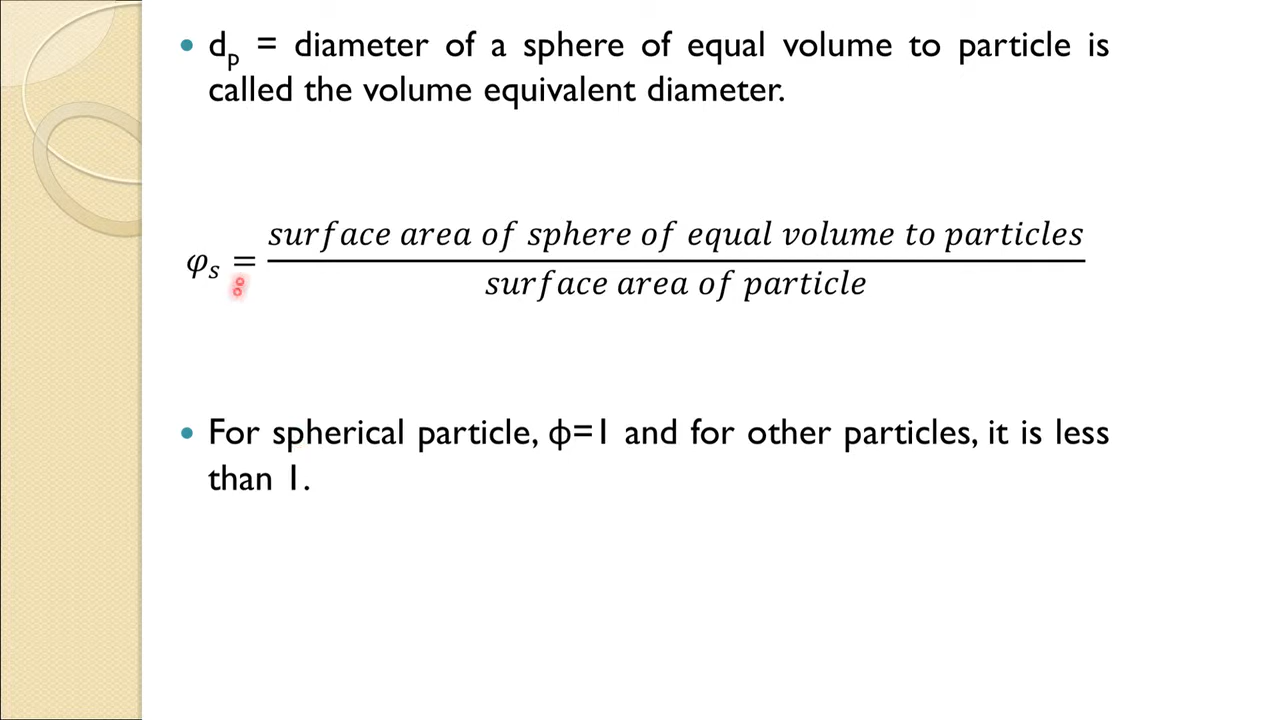 • dₚ = diameter of a sphere of equal volume to particle is
called the volume equivalent diameter.
𝜑ₛ = surface area of sphere of equal volume to particles
surface area of particle
• For spherical particle, ϕ=1 and for other particles, it is less
than 1.